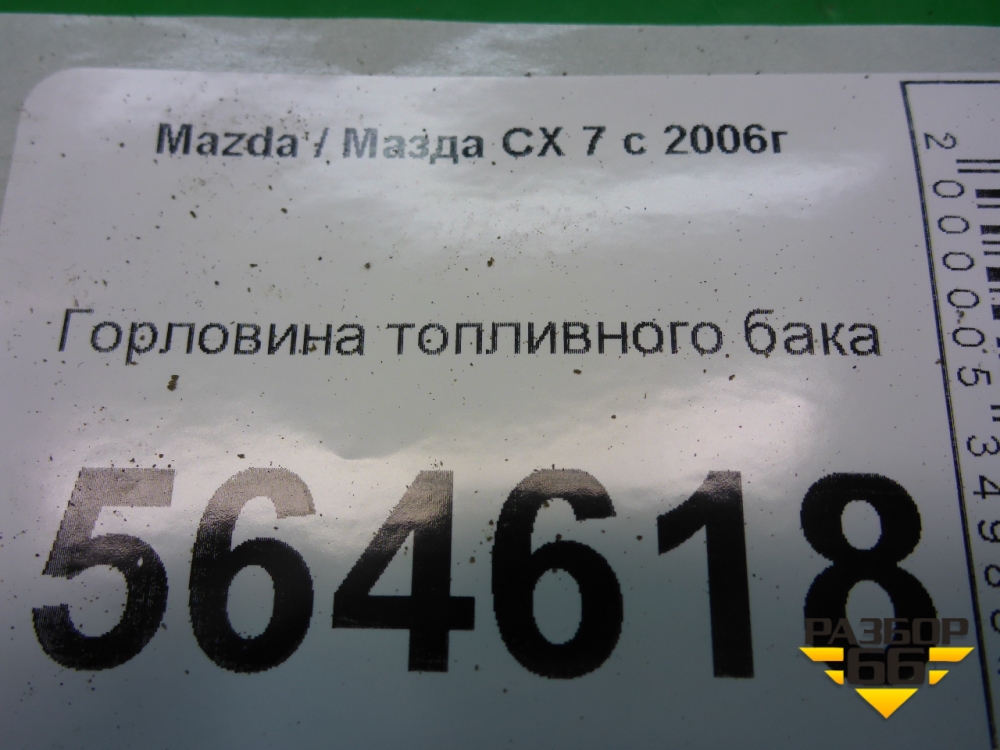 Mazda / Мазда CX 7 с 2006г
Горловина топливного бака
564618
РАЗБОР
66